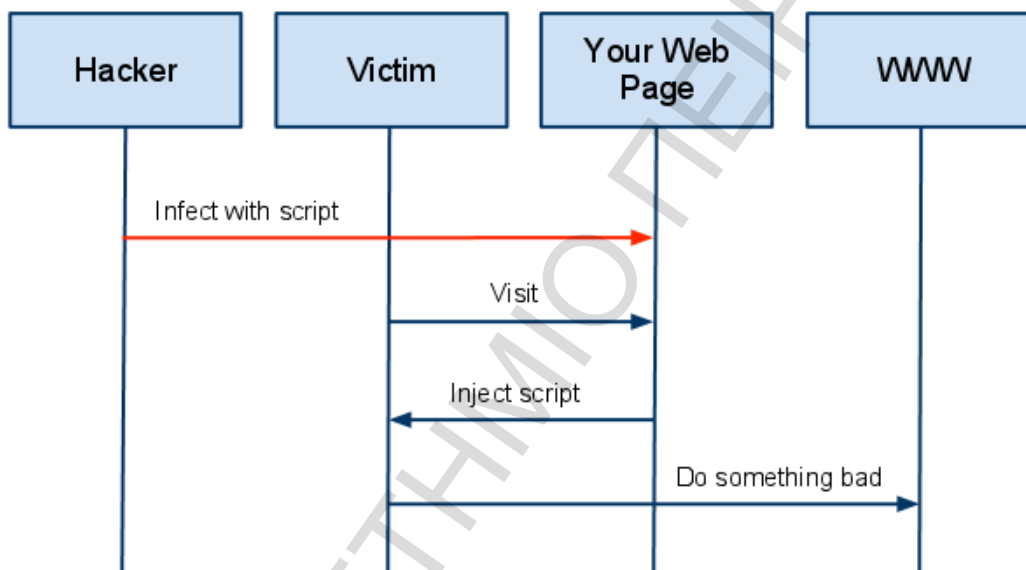 Hacker
Victim
Your Web
Page
WWW
Infect with script
Visit
Inject script
Do something bad